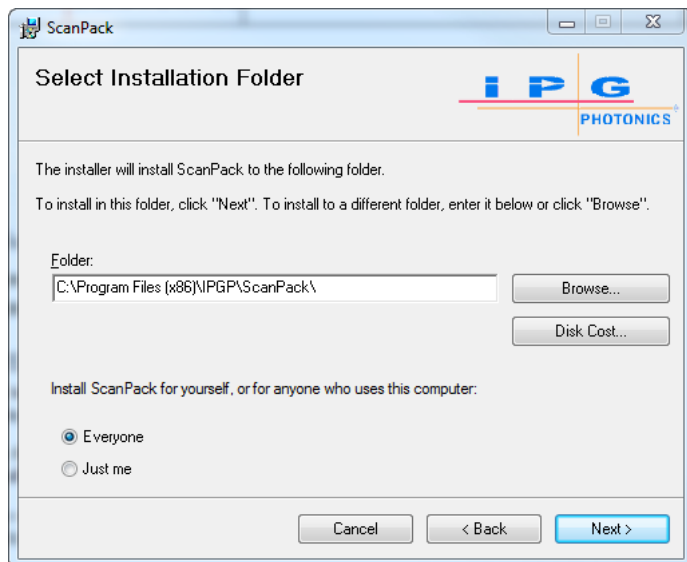 ScanPack
Select Installation Folder
IPG
PHOTONICS
The installer will install ScanPack to the following folder.
To install in this folder, click "Next". To install to a different folder, enter it below or click "Browse".
Folder:
C:\Program Files (x86)\IPGP\ScanPack\
Browse...
Disk Cost...
Install ScanPack for yourself, or for anyone who uses this computer:
Everyone
Just me
Cancel
< Back
Next >